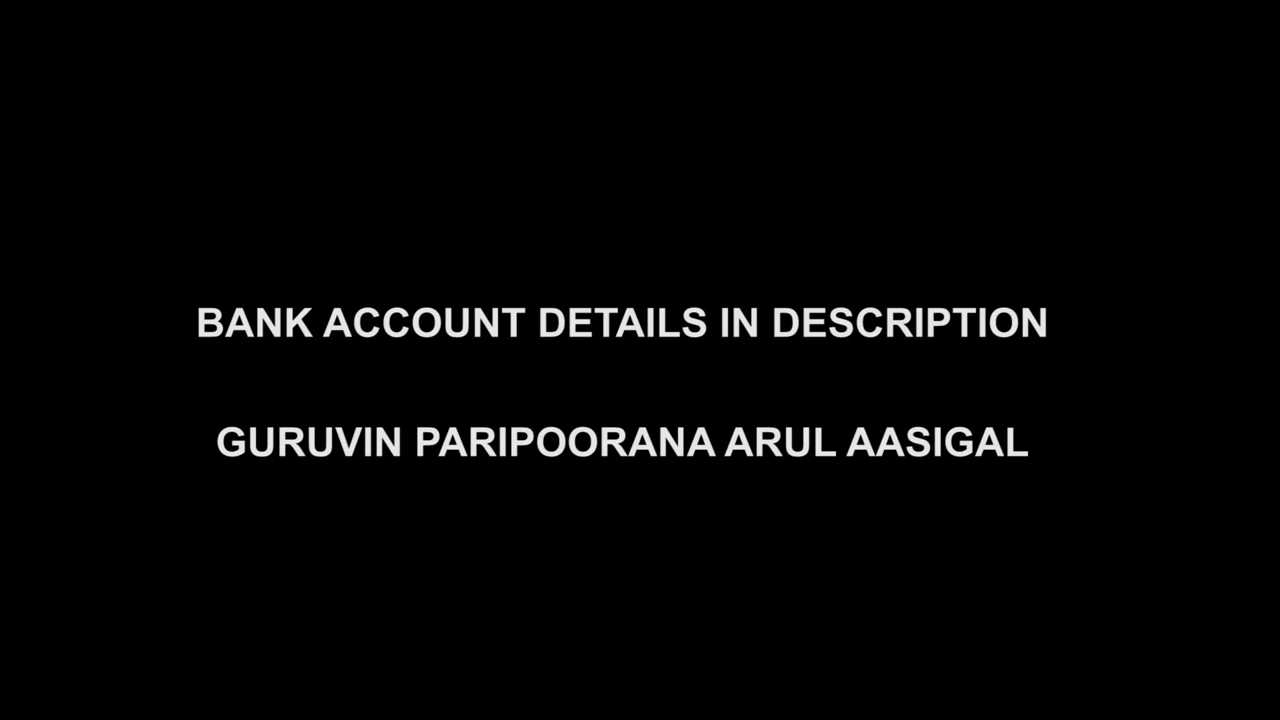 BANK ACCOUNT DETAILS IN DESCRIPTION
GURUVIN PARIPOORANA ARUL AASIGAL